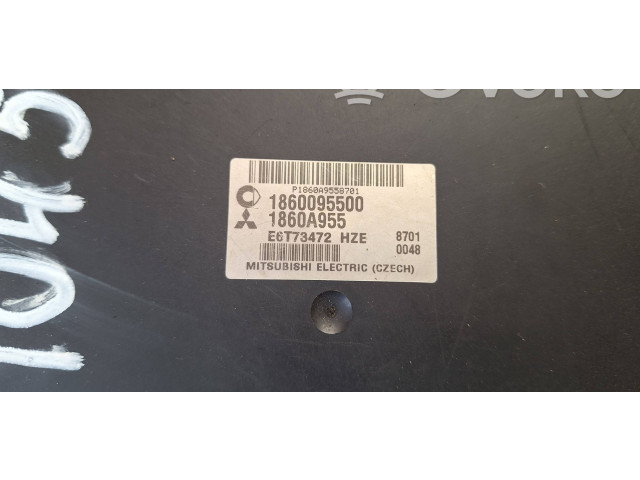 P1860A9558701
1860095500
1860A955
E6T73472 HZE 8701
0048
MITSUBISHI ELECTRIC (CZECH)